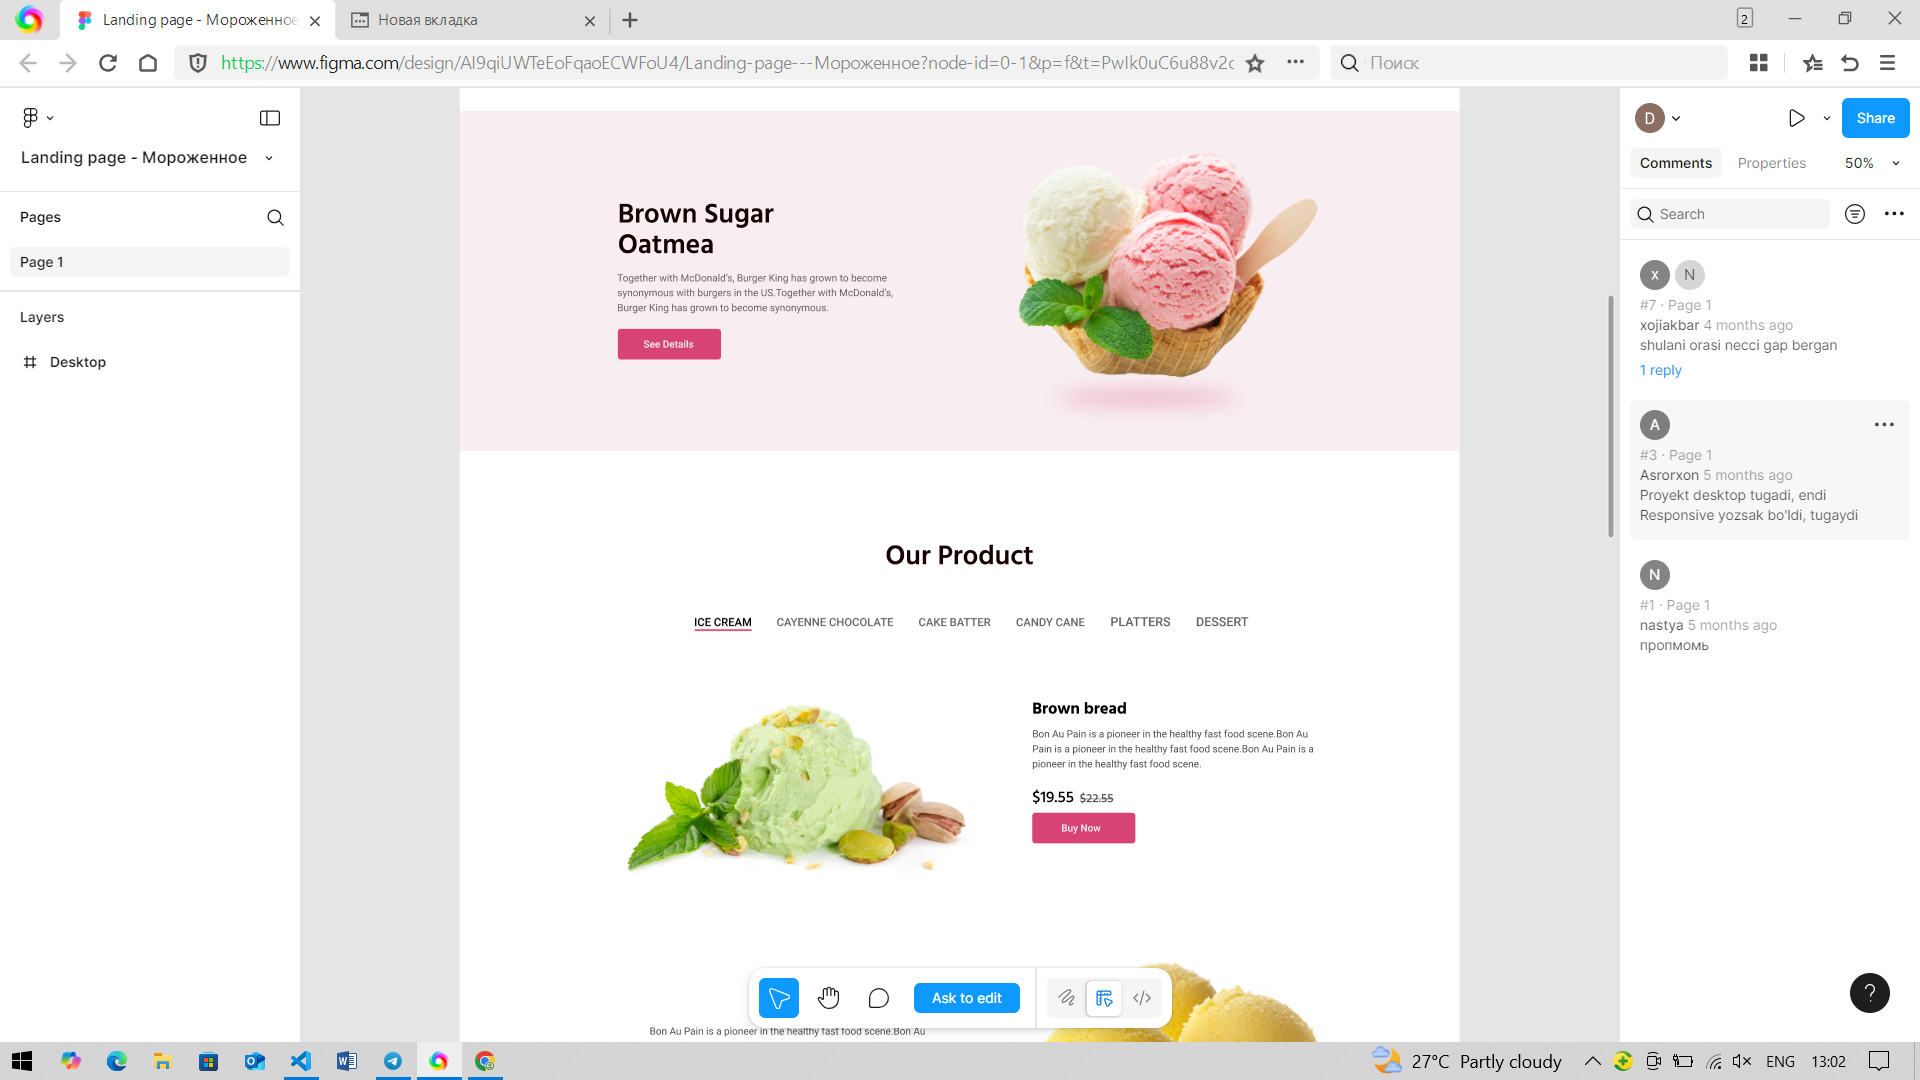 Landing page - Мороженное
Новая вкладка
2
https://www.figma.com/design/AI9qiUWTeEoFqaoECWFoU4/Landing-page---Мороженное?node-id=0-1&p=f&t=PwIk0uC6u88v2c
Поиск
Landing page - Мороженное
Pages
Page 1
Layers
Desktop
Brown Sugar
Oatmea
Together with McDonald's, Burger King has grown to become
synonymous with burgers in the US.Together with McDonald's,
Burger King has grown to become synonymous.
See Details
Our Product
ICE CREAM CAYENNE CHOCOLATE CAKE BATTER CANDY CANE PLATTERS DESSERT
Brown bread
Bon Au Pain is a pioneer in the healthy fast food scene.Bon Au
Pain is a pioneer in the healthy fast food scene.Bon Au Pain is a
pioneer in the healthy fast food scene.
$19.55 $22.55
Buy Now
Bon Au Pain is a pioneer in the healthy fast food scene.Bon Au
Ask to edit
D
Share
Comments Properties 50%
Search
x N
#7 · Page 1
xojiakbar 4 months ago
shulani orasi necci gap bergan
1 reply
A
#3 · Page 1
Asrorxon 5 months ago
Proyekt desktop tugadi, endi
Responsive yozsak bo'ldi, tugaydi
N
#1 · Page 1
nastya 5 months ago
пропмомь
?
27°C Partly cloudy ENG 13:02